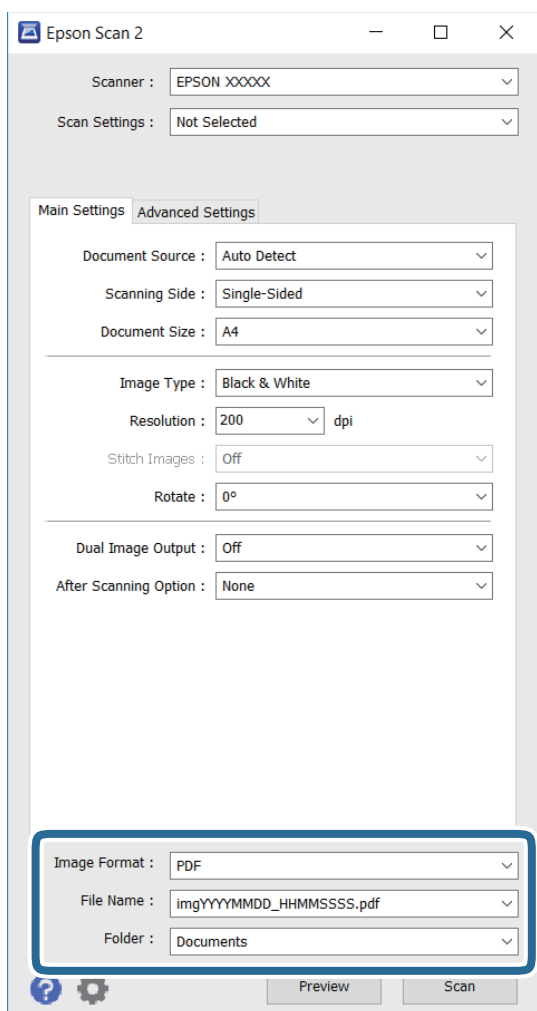 Epson Scan 2
Scanner : EPSON XXXXX
Scan Settings : Not Selected
Main Settings Advanced Settings
Document Source : Auto Detect
Scanning Side : Single-Sided
Document Size : A4
Image Type : Black & White
Resolution : 200 dpi
Stitch Images : Off
Rotate : 0°
Dual Image Output : Off
After Scanning Option : None
Image Format : PDF
File Name : imgYYYYMMDD_HHMMSSSS.pdf
Folder : Documents
? Preview Scan